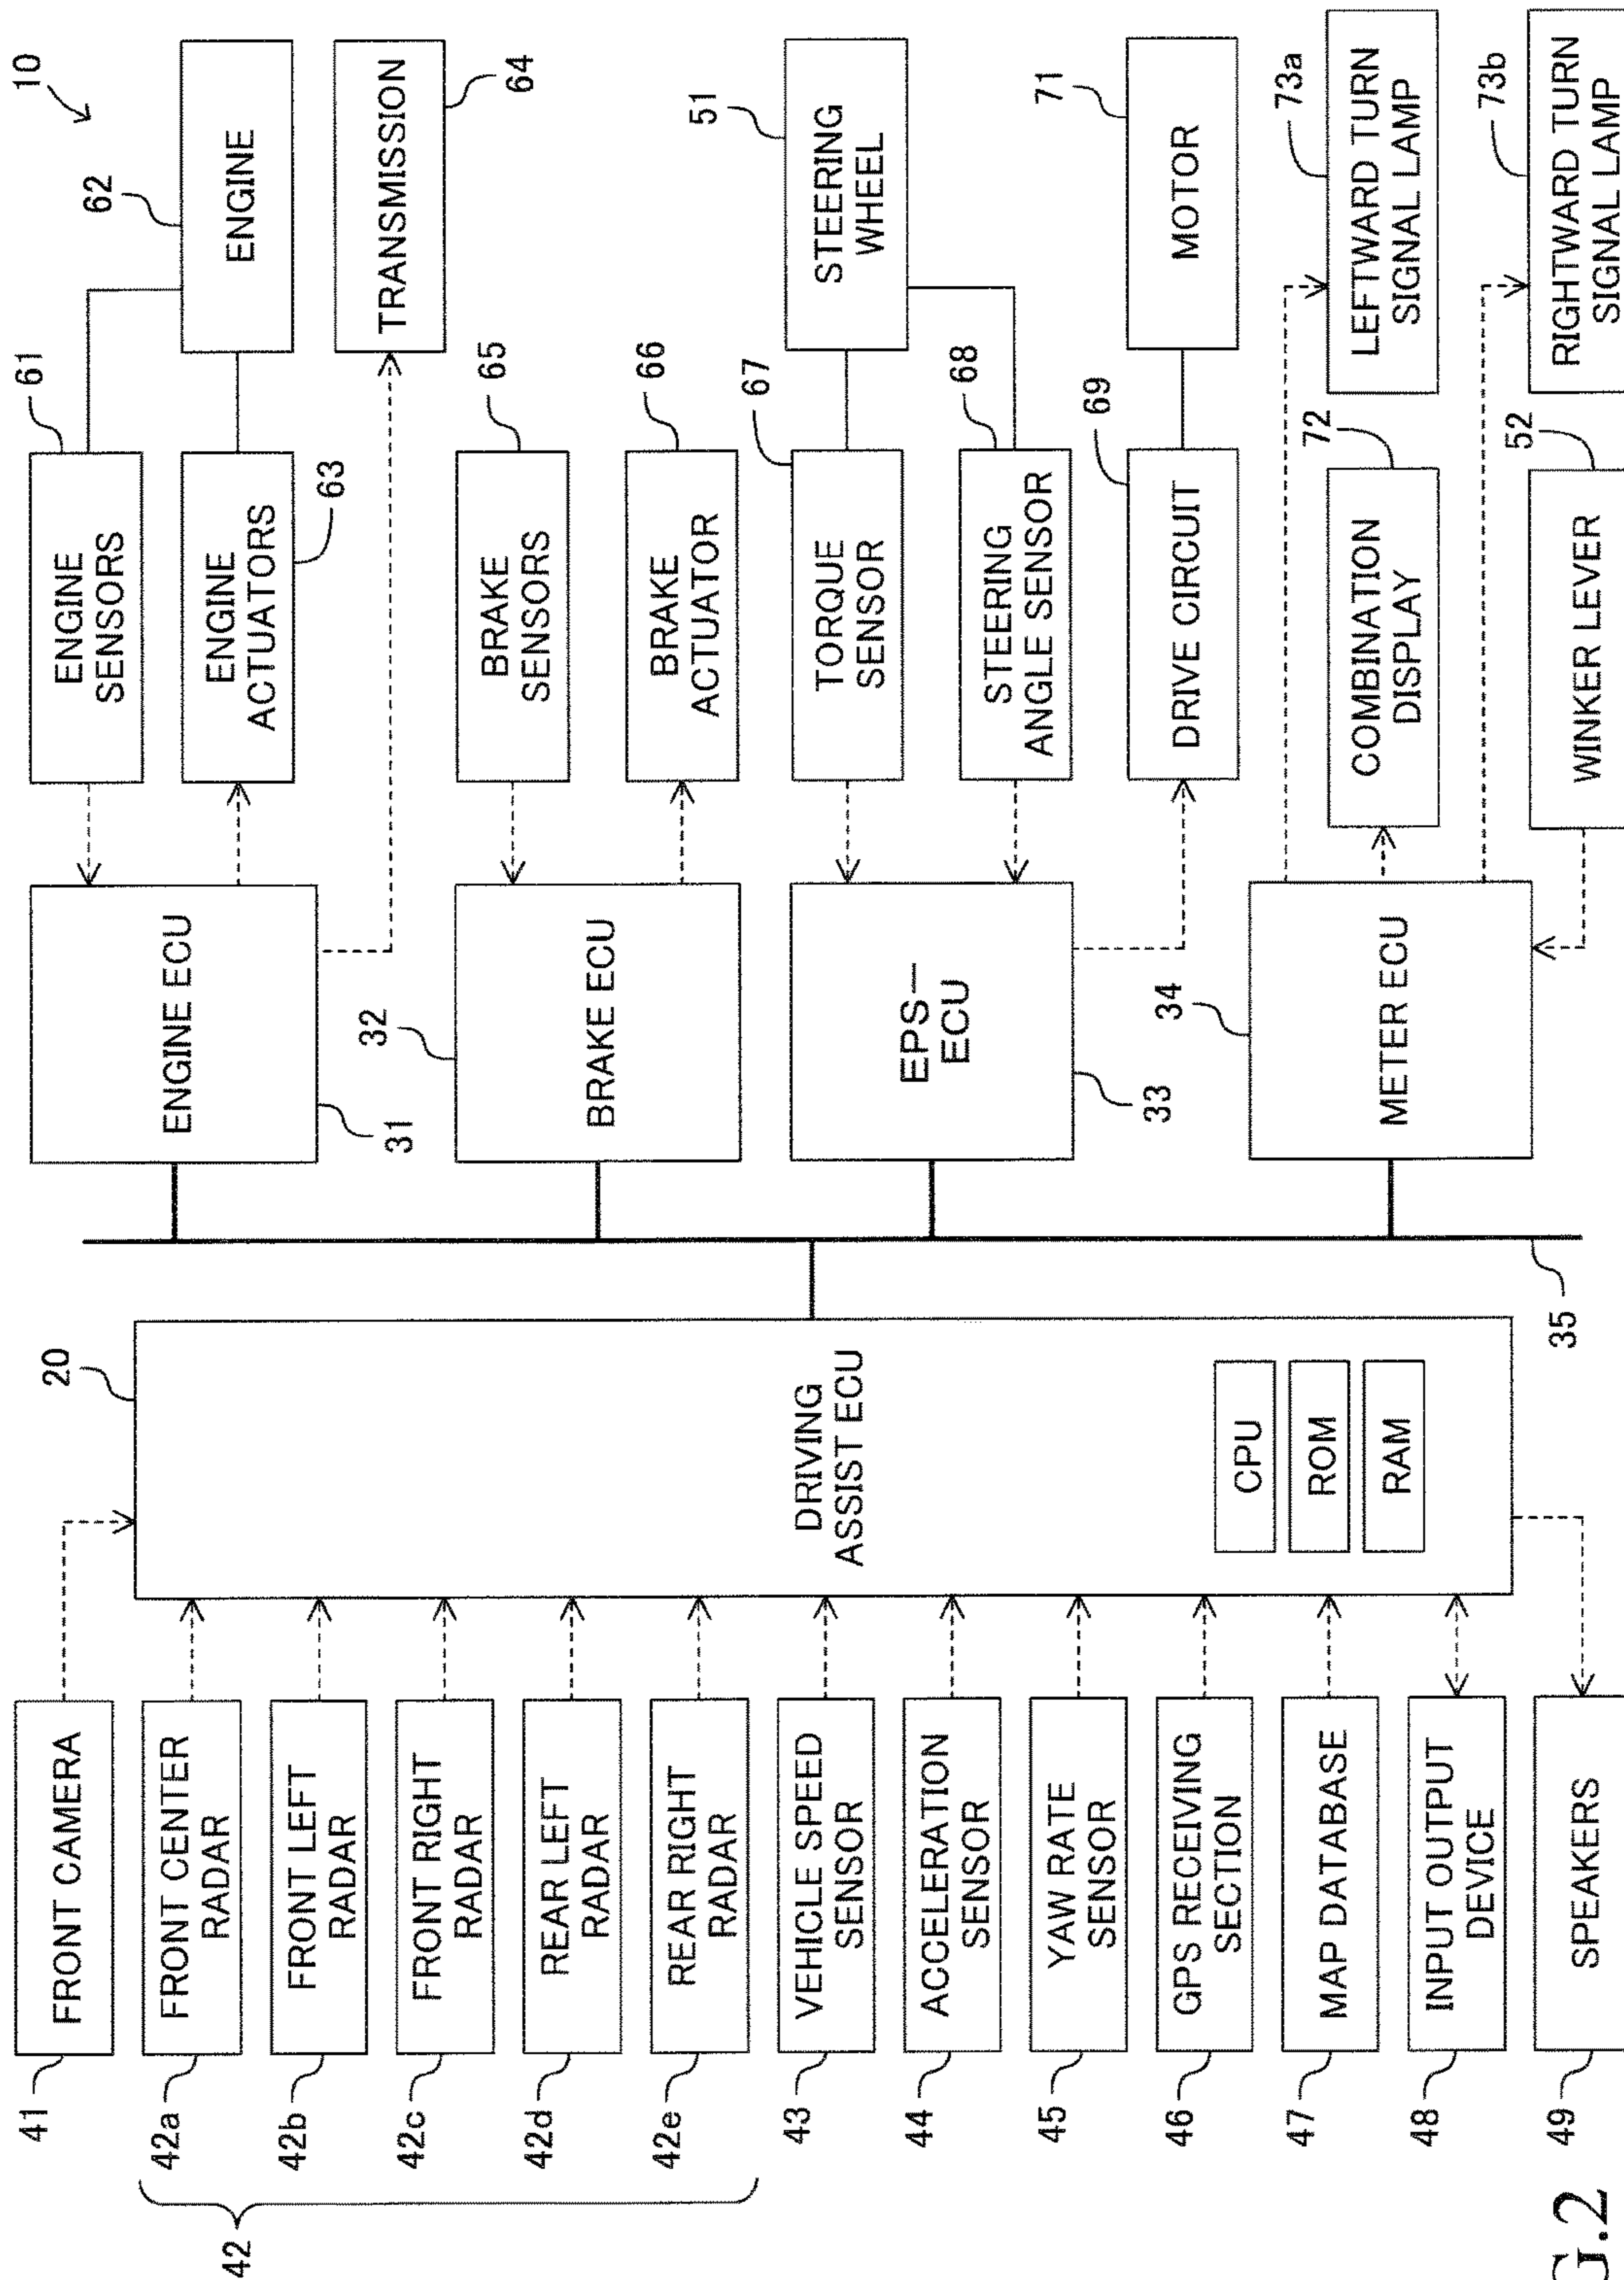 10
41
FRONT CAMERA
42
42a
FRONT CENTER
RADAR
42b
FRONT LEFT
RADAR
42c
FRONT RIGHT
RADAR
42d
REAR LEFT
RADAR
42e
REAR RIGHT
RADAR
43
VEHICLE SPEED
SENSOR
44
ACCELERATION
SENSOR
45
YAW RATE
SENSOR
46
GPS RECEIVING
SECTION
47
MAP DATABASE
48
INPUT OUTPUT
DEVICE
49
SPEAKERS
20
DRIVING
ASSIST ECU
CPU
ROM
RAM
35
ENGINE ECU
31
32
BRAKE ECU
EPS—
ECU
33
34
METER ECU
61
ENGINE
SENSORS
ENGINE
ACTUATORS
63
65
BRAKE
SENSORS
66
BRAKE
ACTUATOR
67
TORQUE
SENSOR
68
STEERING
ANGLE SENSOR
69
DRIVE CIRCUIT
72
COMBINATION
DISPLAY
52
WINKER LEVER
62
ENGINE
TRANSMISSION
64
51
STEERING
WHEEL
71
MOTOR
73a
LEFTWARD TURN
SIGNAL LAMP
73b
RIGHTWARD TURN
SIGNAL LAMP
G.2